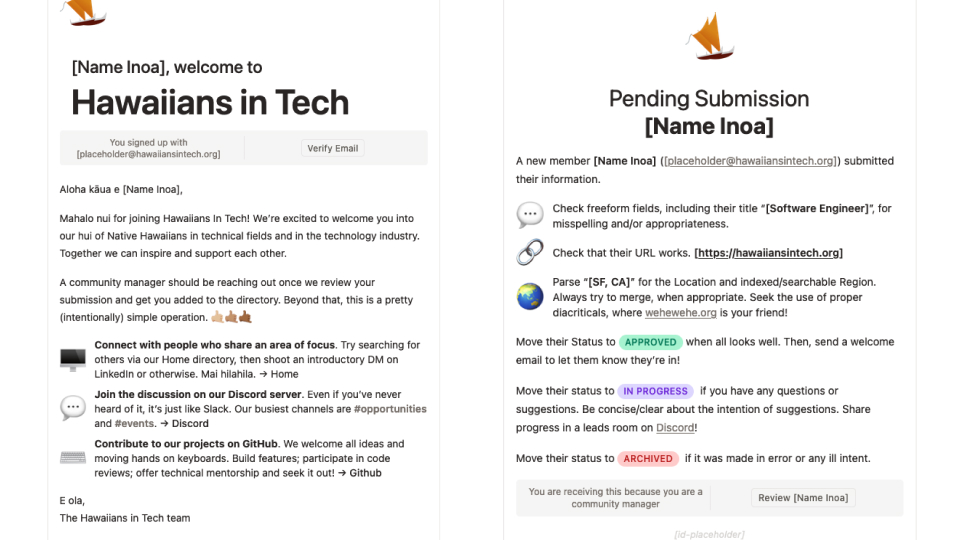 [Name Inoa], welcome to
Hawaiians in Tech
You signed up with
[placeholder@hawaiiansintech.org]
Verify Email
Aloha kāua e [Name Inoa],
Mahalo nui for joining Hawaiians In Tech! We’re excited to welcome you into
our hui of Native Hawaiians in technical fields and in the technology industry.
Together we can inspire and support each other.
A community manager should be reaching out once we review your
submission and get you added to the directory. Beyond that, this is a pretty
(intentionally) simple operation. 🤙🏼🤙🏽🤙🏾
Connect with people who share an area of focus. Try searching for
others via our Home directory, then shoot an introductory DM on
LinkedIn or otherwise. Mai hilahila. → Home
Join the discussion on our Discord server. Even if you’ve never
heard of it, it’s just like Slack. Our busiest channels are #opportunities
and #events. → Discord
Contribute to our projects on GitHub. We welcome all ideas and
moving hands on keyboards. Build features; participate in code
reviews; offer technical mentorship and seek it out! → Github
E ola,
The Hawaiians in Tech team
Pending Submission
[Name Inoa]
A new member [Name Inoa] ([placeholder@hawaiiansintech.org]) submitted
their information.
Check freeform fields, including their title “[Software Engineer]”, for
misspelling and/or appropriateness.
Check that their URL works. [https://hawaiiansintech.org]
Parse “[SF, CA]” for the Location and indexed/searchable Region.
Always try to merge, when appropriate. Seek the use of proper
diacriticals, where wehewehe.org is your friend!
Move their Status to APPROVED when all looks well. Then, send a welcome
email to let them know they’re in!
Move their status to IN PROGRESS if you have any questions or
suggestions. Be concise/clear about the intention of suggestions. Share
progress in a leads room on Discord!
Move their status to ARCHIVED if it was made in error or any ill intent.
You are receiving this because you are a
community manager
Review [Name Inoa]
[id-placeholder]